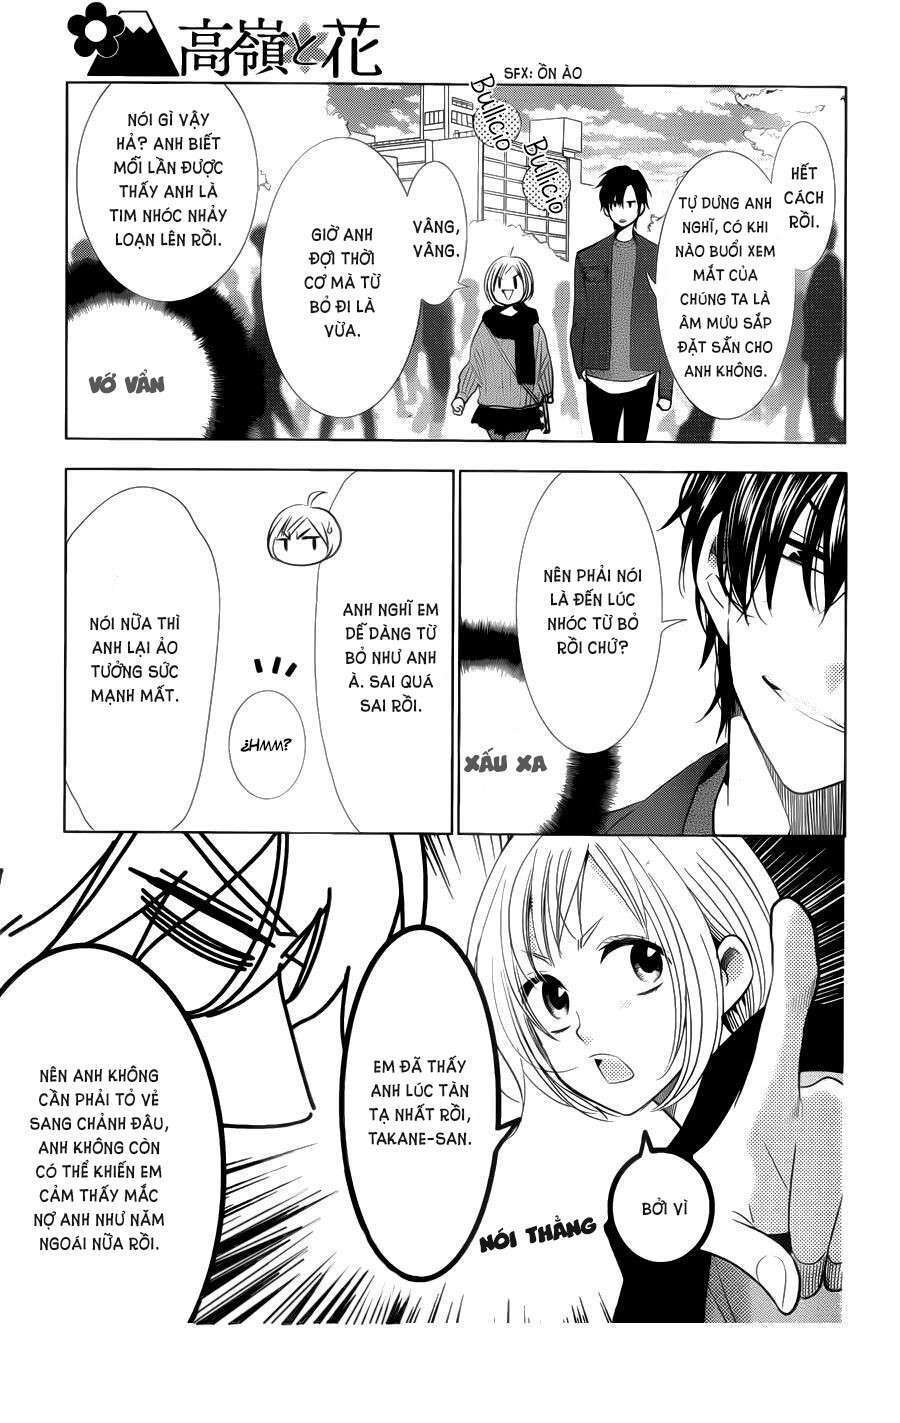 高嶺と花
SFX: ỒN ÀO
Bullicio
Bullicio
HẾT
CÁCH
RỒI.
TỰ DƯNG ANH
NGHĨ, CÓ KHI
NÀO BUỔI XEM
MẮT CỦA
CHÚNG TA LÀ
ÂM MƯU SẮP
ĐẶT SẴN CHO
ANH KHÔNG.
VÂNG,
VÂNG.
GIỜ ANH
ĐỢI THỜI
CƠ MÀ TỪ
BỎ ĐI LÀ
VỪA.
NÓI GÌ VẬY
HẢ? ANH BIẾT
MỖI LẦN ĐƯỢC
THẤY ANH LÀ
TIM NHÓC NHẢY
LOẠN LÊN RỒI.
VỚ VẨN
NÊN PHẢI NÓI
LÀ ĐẾN LÚC
NHÓC TỪ BỎ
RỒI CHỨ?
XẤU XA
ANH NGHĨ EM
DỄ DÀNG TỪ
BỎ NHƯ ANH
À. SAI QUÁ
SAI RỒI.
¿HMM?
NÓI NỮA THÌ
ANH LẠI ẢO
TƯỞNG SỨC
MẠNH MẤT.
BỞI VÌ
NÓI THẲNG
EM ĐÃ THẤY
ANH LÚC TÀN
TẠ NHẤT RỒI,
TAKANE-SAN.
NÊN ANH KHÔNG
CẦN PHẢI TỎ VẺ
SANG CHẢNH ĐÂU,
ANH KHÔNG CÒN
CÓ THỂ KHIẾN EM
CẢM THẤY MẮC
NỢ ANH NHƯ NĂM
NGOÁI NỮA RỒI.